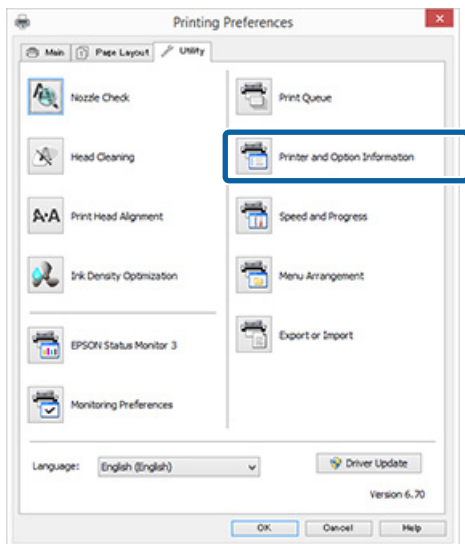 Printing Preferences
Main Page Layout Utility
Nozzle Check
Print Queue
Head Cleaning
Printer and Option Information
Print Head Alignment
Speed and Progress
Ink Density Optimization
Menu Arrangement
EPSON Status Monitor 3
Export or Import
Monitoring Preferences
Language: English (English)
Driver Update
Version 6.70
OK Cancel Help